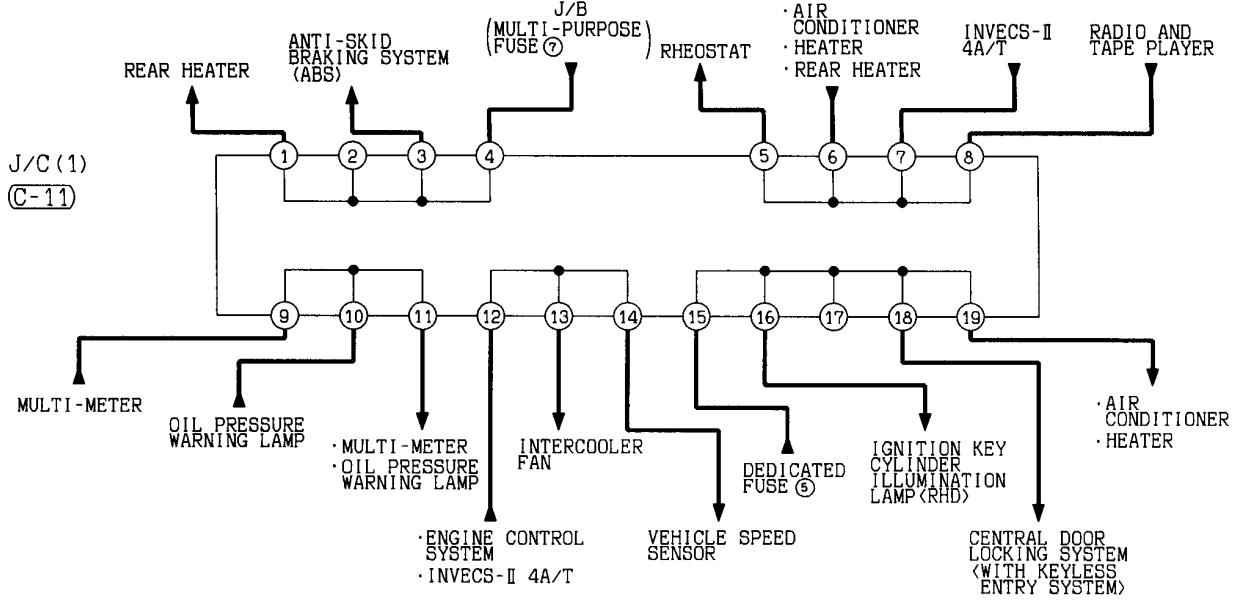 REAR HEATER
ANTI-SKID
BRAKING SYSTEM
(ABS)
J/B
(MULTI-PURPOSE)
FUSE ⑦
RHEOSTAT
· AIR
CONDITIONER
· HEATER
· REAR HEATER
INVECS-Ⅱ
4A/T
RADIO AND
TAPE PLAYER
J/C (1)
C-11
1 2 3 4 5 6 7 8
9 10 11 12 13 14 15 16 17 18 19
MULTI-METER
OIL PRESSURE
WARNING LAMP
· MULTI-METER
· OIL PRESSURE
WARNING LAMP
· ENGINE CONTROL
SYSTEM
· INVECS-Ⅱ 4A/T
INTERCOOLER
FAN
VEHICLE SPEED
SENSOR
DEDICATED
FUSE ⑤
IGNITION KEY
CYLINDER
ILLUMINATION
LAMP<RHD>
CENTRAL DOOR
LOCKING SYSTEM
<WITH KEYLESS
ENTRY SYSTEM>
· AIR
CONDITIONER
· HEATER